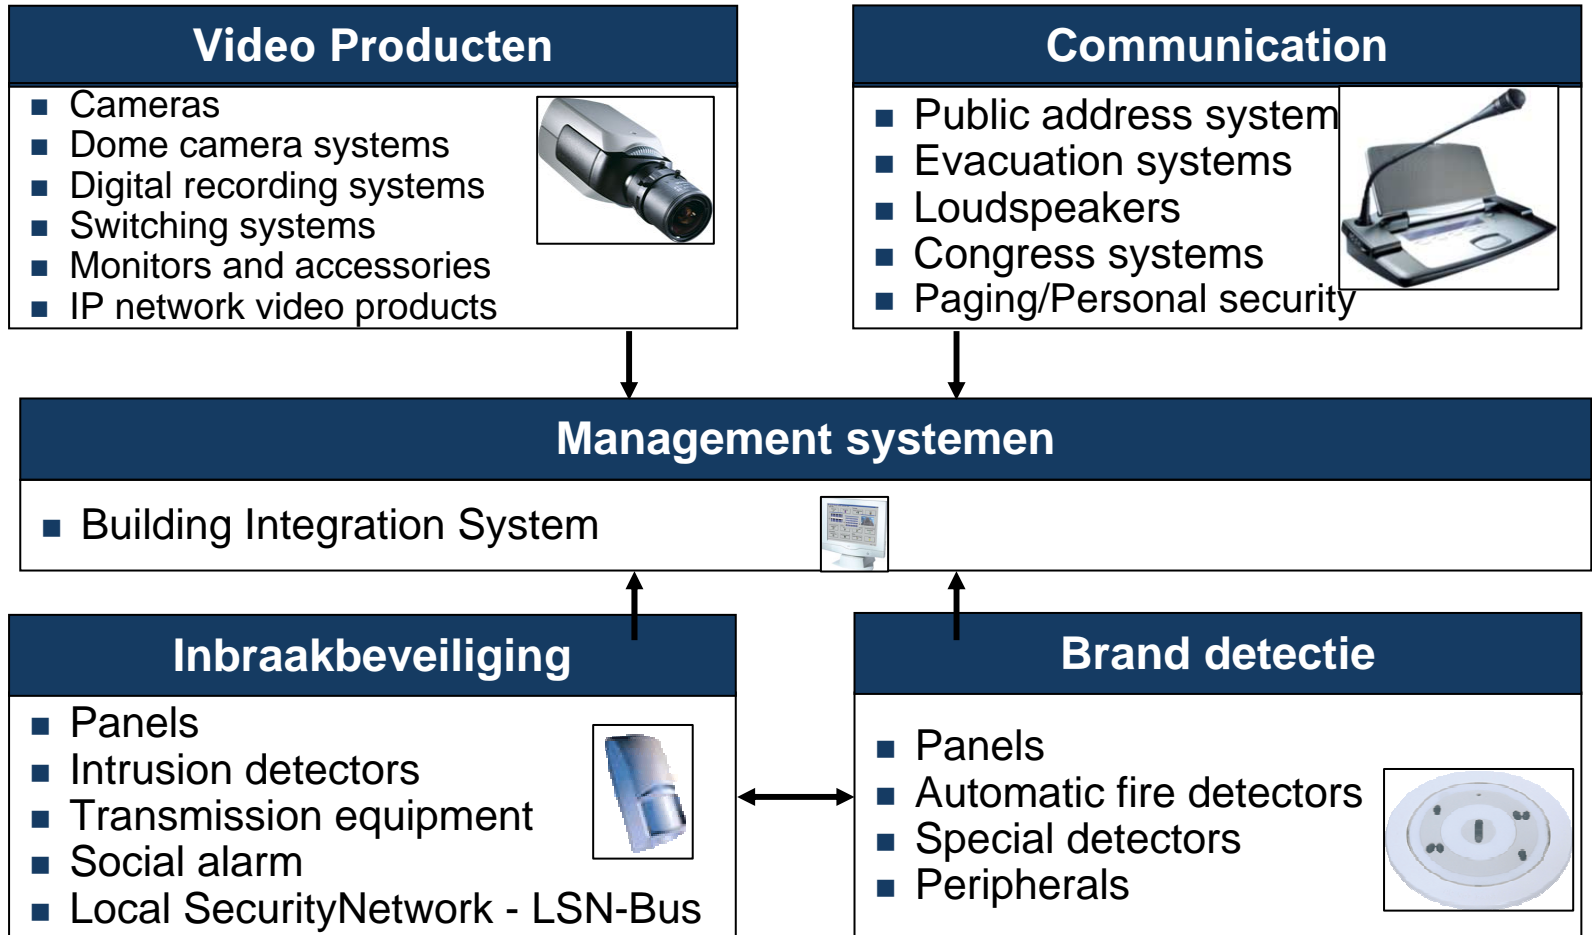 Video Producten
Cameras
Dome camera systems
Digital recording systems
Switching systems
Monitors and accessories
IP network video products
Communication
Public address system
Evacuation systems
Loudspeakers
Congress systems
Paging/Personal security
Management systemen
Building Integration System
Inbraakbeveiliging
Panels
Intrusion detectors
Transmission equipment
Social alarm
Local SecurityNetwork - LSN-Bus
Brand detectie
Panels
Automatic fire detectors
Special detectors
Peripherals